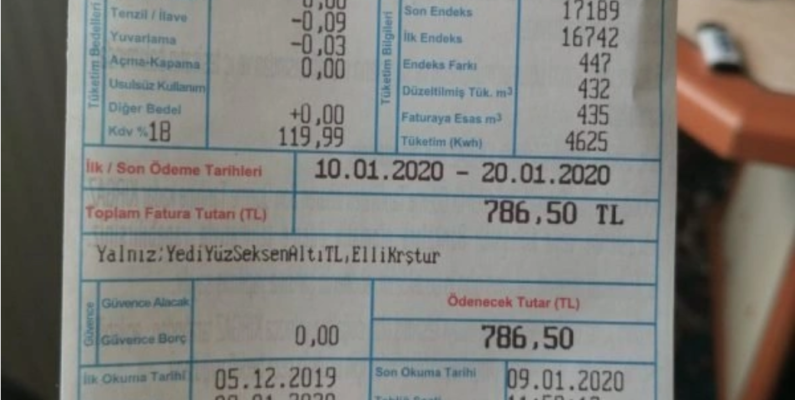 Tüketim Bedelleri
Tenzil / İlave -0,09
Yuvarlama -0,03
Açma-Kapama 0,00
Usulsüz Kullanım
Diğer Bedel +0,00
Kdv %18 119,99
Tüketim Bilgileri
Son Endeks 17189
İlk Endeks 16742
Endeks Farkı 447
Düzeltilmiş Tük. m³ 432
Faturaya Esas m³ 435
Tüketim (Kwh) 4625
İlk / Son Ödeme Tarihleri 10.01.2020 - 20.01.2020
Toplam Fatura Tutarı (TL) 786,50 TL
Yalnız:YediYüzSeksenAltıTL,ElliKrştur
Güvence
Güvence Alacak
Güvence Borç 0,00
Ödenecek Tutar (TL)
786,50
İlk Okuma Tarihi 05.12.2019
Son Okuma Tarihi 09.01.2020